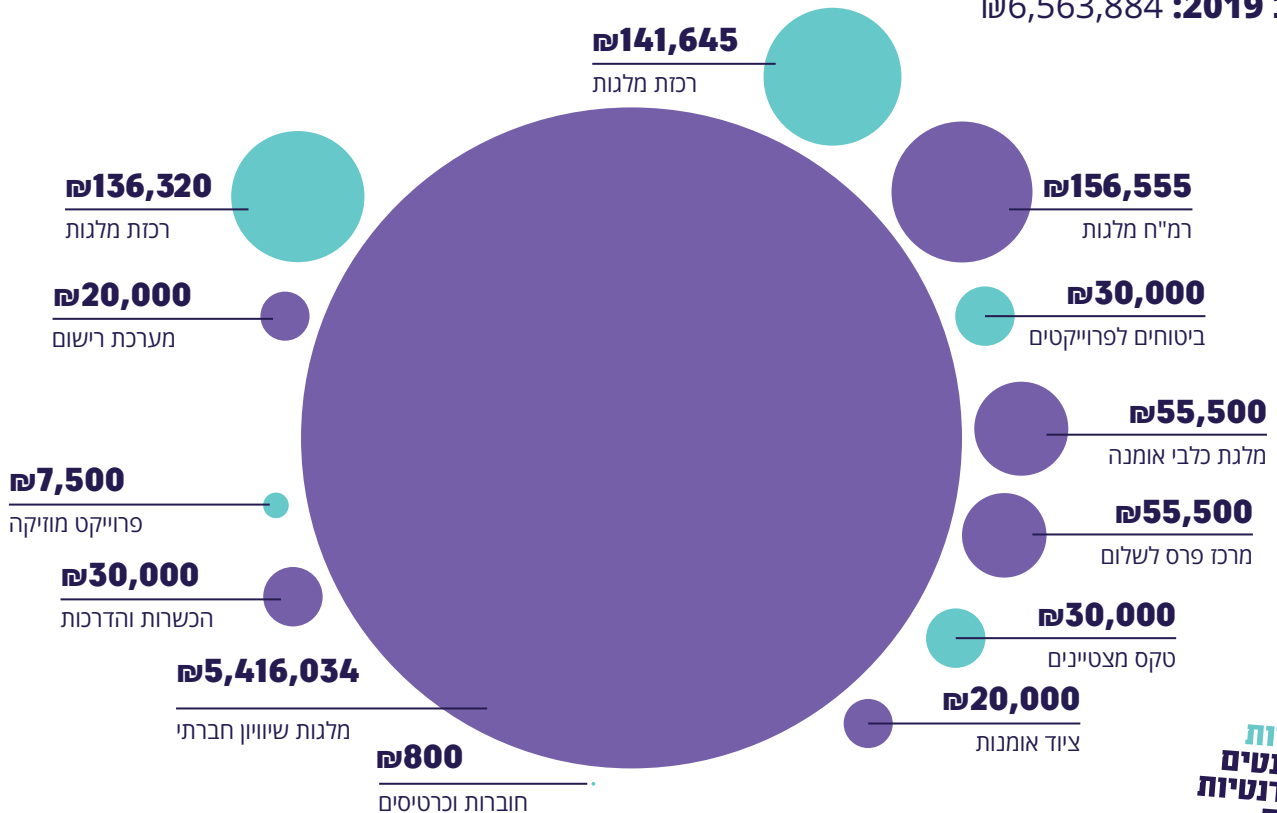 2019: 6,563,884₪
141,645₪
רכזת מלגות
156,555₪
רמ"ח מלגות
136,320₪
רכזת מלגות
30,000₪
ביטוחים לפרוייקטים
20,000₪
מערכת רישום
55,500₪
מלגת כלבי אומנה
7,500₪
פרוייקט מוזיקה
55,500₪
מרכז פרס לשלום
30,000₪
הכשרות והדרכות
30,000₪
טקס מצטיינים
5,416,034₪
מלגות שיוויון חברתי
20,000₪
ציוד אומנות
800₪
חוברות וכרטיסים